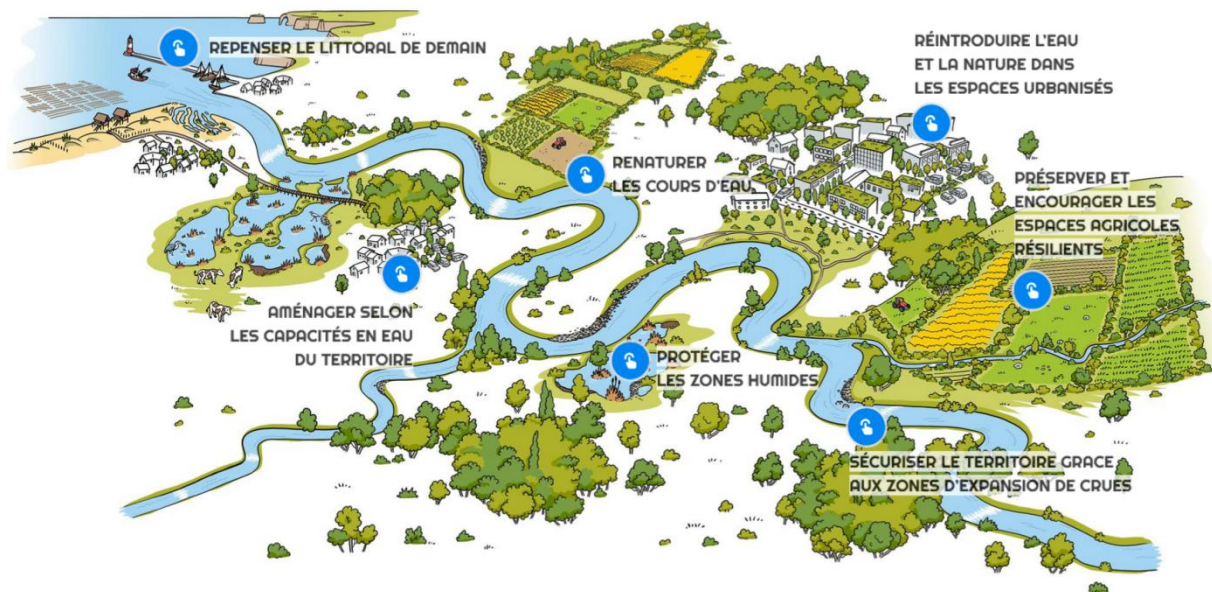 REPENSER LE LITTORAL DE DEMAIN
RÉINTRODUIRE L'EAU
ET LA NATURE DANS
LES ESPACES URBANISÉS
RENATURER
LES COURS D'EAU
PRÉSERVER ET
ENCOURAGER LES
ESPACES AGRICOLES
RÉSILIENTS
AMÉNAGER SELON
LES CAPACITÉS EN EAU
DU TERRITOIRE
PROTÉGER
LES ZONES HUMIDES
SÉCURISER LE TERRITOIRE GRACE
AUX ZONES D'EXPANSION DE CRUES